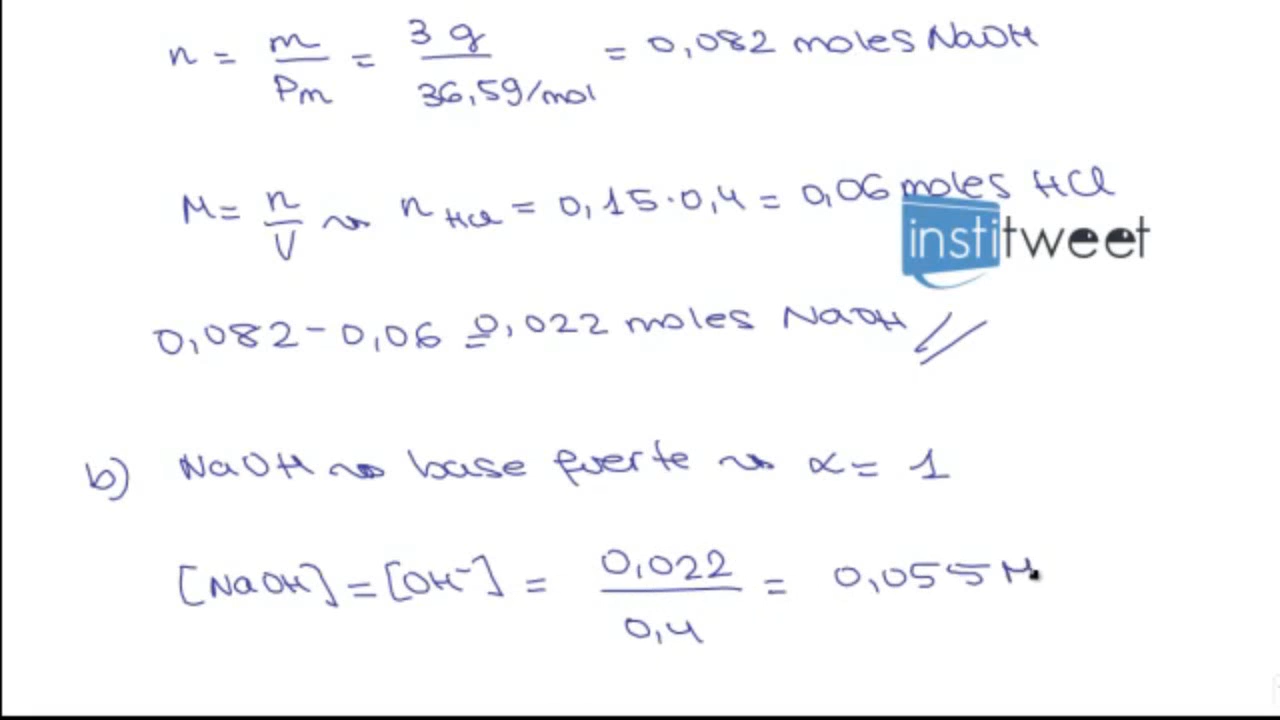 n = m/Pm = 3 g/36,5g/mol = 0,082 moles NaOH
M = n/V ⇝ n HCl = 0,15·0,4 = 0,06 moles HCl
institweet
0,082 - 0,06 = 0,022 moles NaOH //
b) NaOH ⇝ base fuerte ⇝ α = 1
[NaOH] = [OH⁻] = 0,022/0,4 = 0,055 M